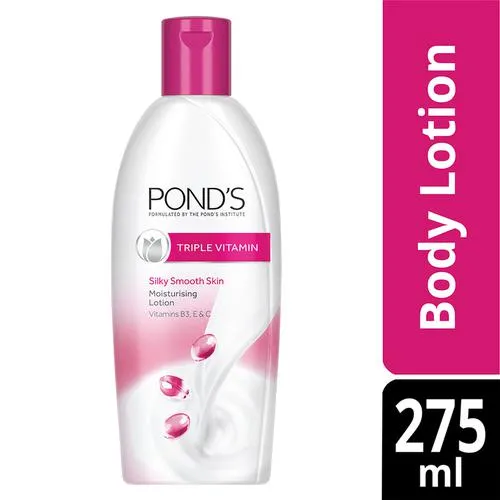 POND'S
FORMULATED BY THE POND'S INSTITUTE
TRIPLE VITAMIN
Silky Smooth Skin
Moisturising
Lotion
Vitamins B3, E & C
Body Lotion
275
ml